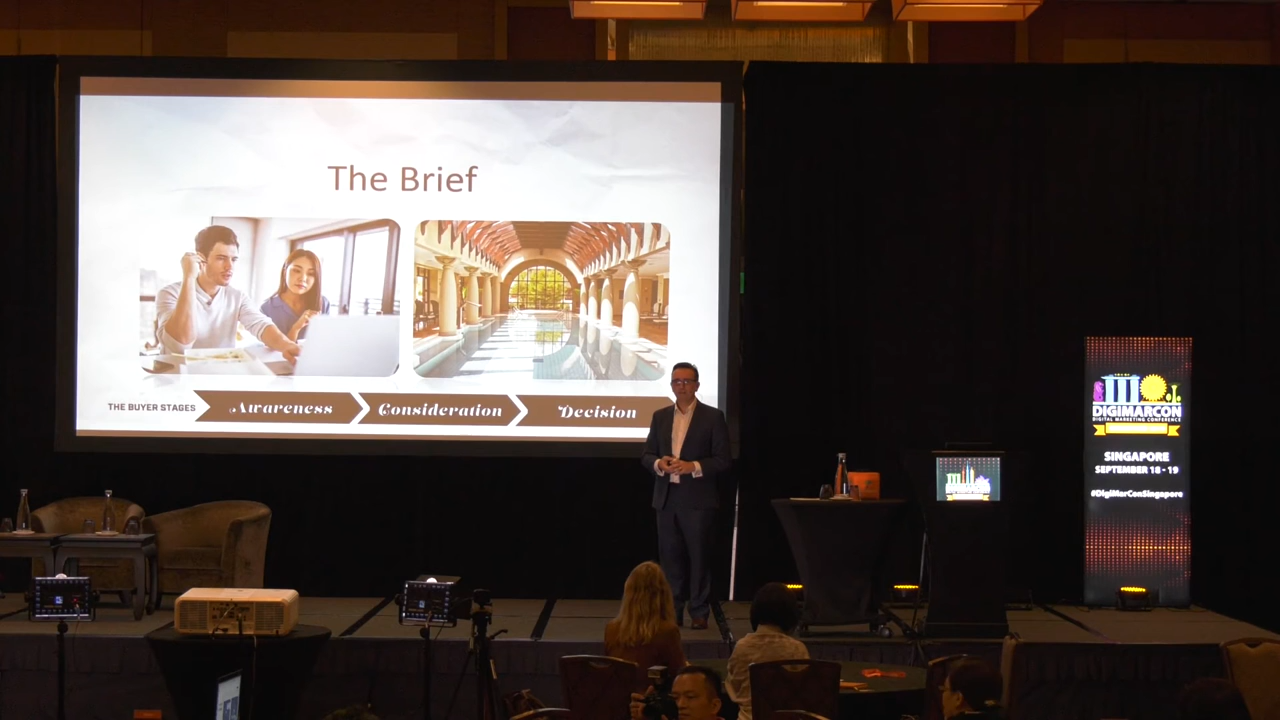 The Brief
THE BUYER STAGES
Awareness
Consideration
Decision
DIGIMARCON
DIGITAL MARKETING CONFERENCE
SINGAPORE
SEPTEMBER 18 - 19
#DigiMarConSingapore